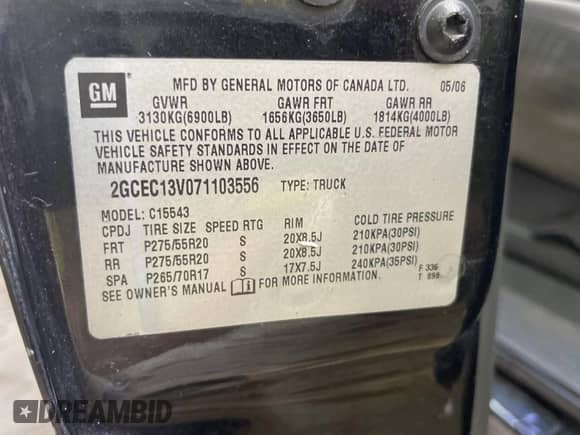 GM
MFD BY GENERAL MOTORS OF CANADA LTD. 05/06
GVWR GAWR FRT GAWR RR
3130KG(6900LB) 1656KG(3650LB) 1814KG(4000LB)
THIS VEHICLE CONFORMS TO ALL APPLICABLE U.S. FEDERAL MOTOR
VEHICLE SAFETY STANDARDS IN EFFECT ON THE DATE OF
MANUFACTURE SHOWN ABOVE.
2GCEC13V071103556 TYPE: TRUCK
MODEL: C15543
CPDJ TIRE SIZE SPEED RTG RIM COLD TIRE PRESSURE
FRT P275/55R20 S 20X8.5J 210KPA(30PSI)
RR P275/55R20 S 20X8.5J 210KPA(30PSI)
SPA P265/70R17 S 17X7.5J 240KPA(35PSI)
SEE OWNER'S MANUAL FOR MORE INFORMATION.
F 336
T 898
DREAMBID